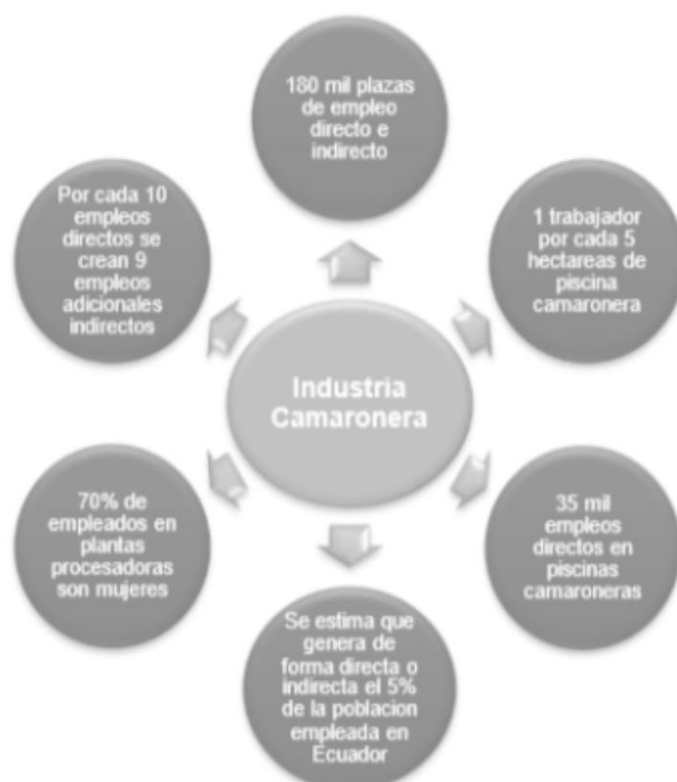 180 mil plazas
de empleo
directo e
indirecto
Por cada 10
empleos
directos se
crean 9
empleos
adicionales
indirectos
1 trabajador
por cada 5
hectareas de
piscina
camaronera
Industria
Camaronera
70% de
empleados en
plantas
procesadoras
son mujeres
35 mil
empleos
directos en
piscinas
camaroneras
Se estima que
genera de
forma directa o
indirecta el 5%
de la poblacion
empleada en
Ecuador